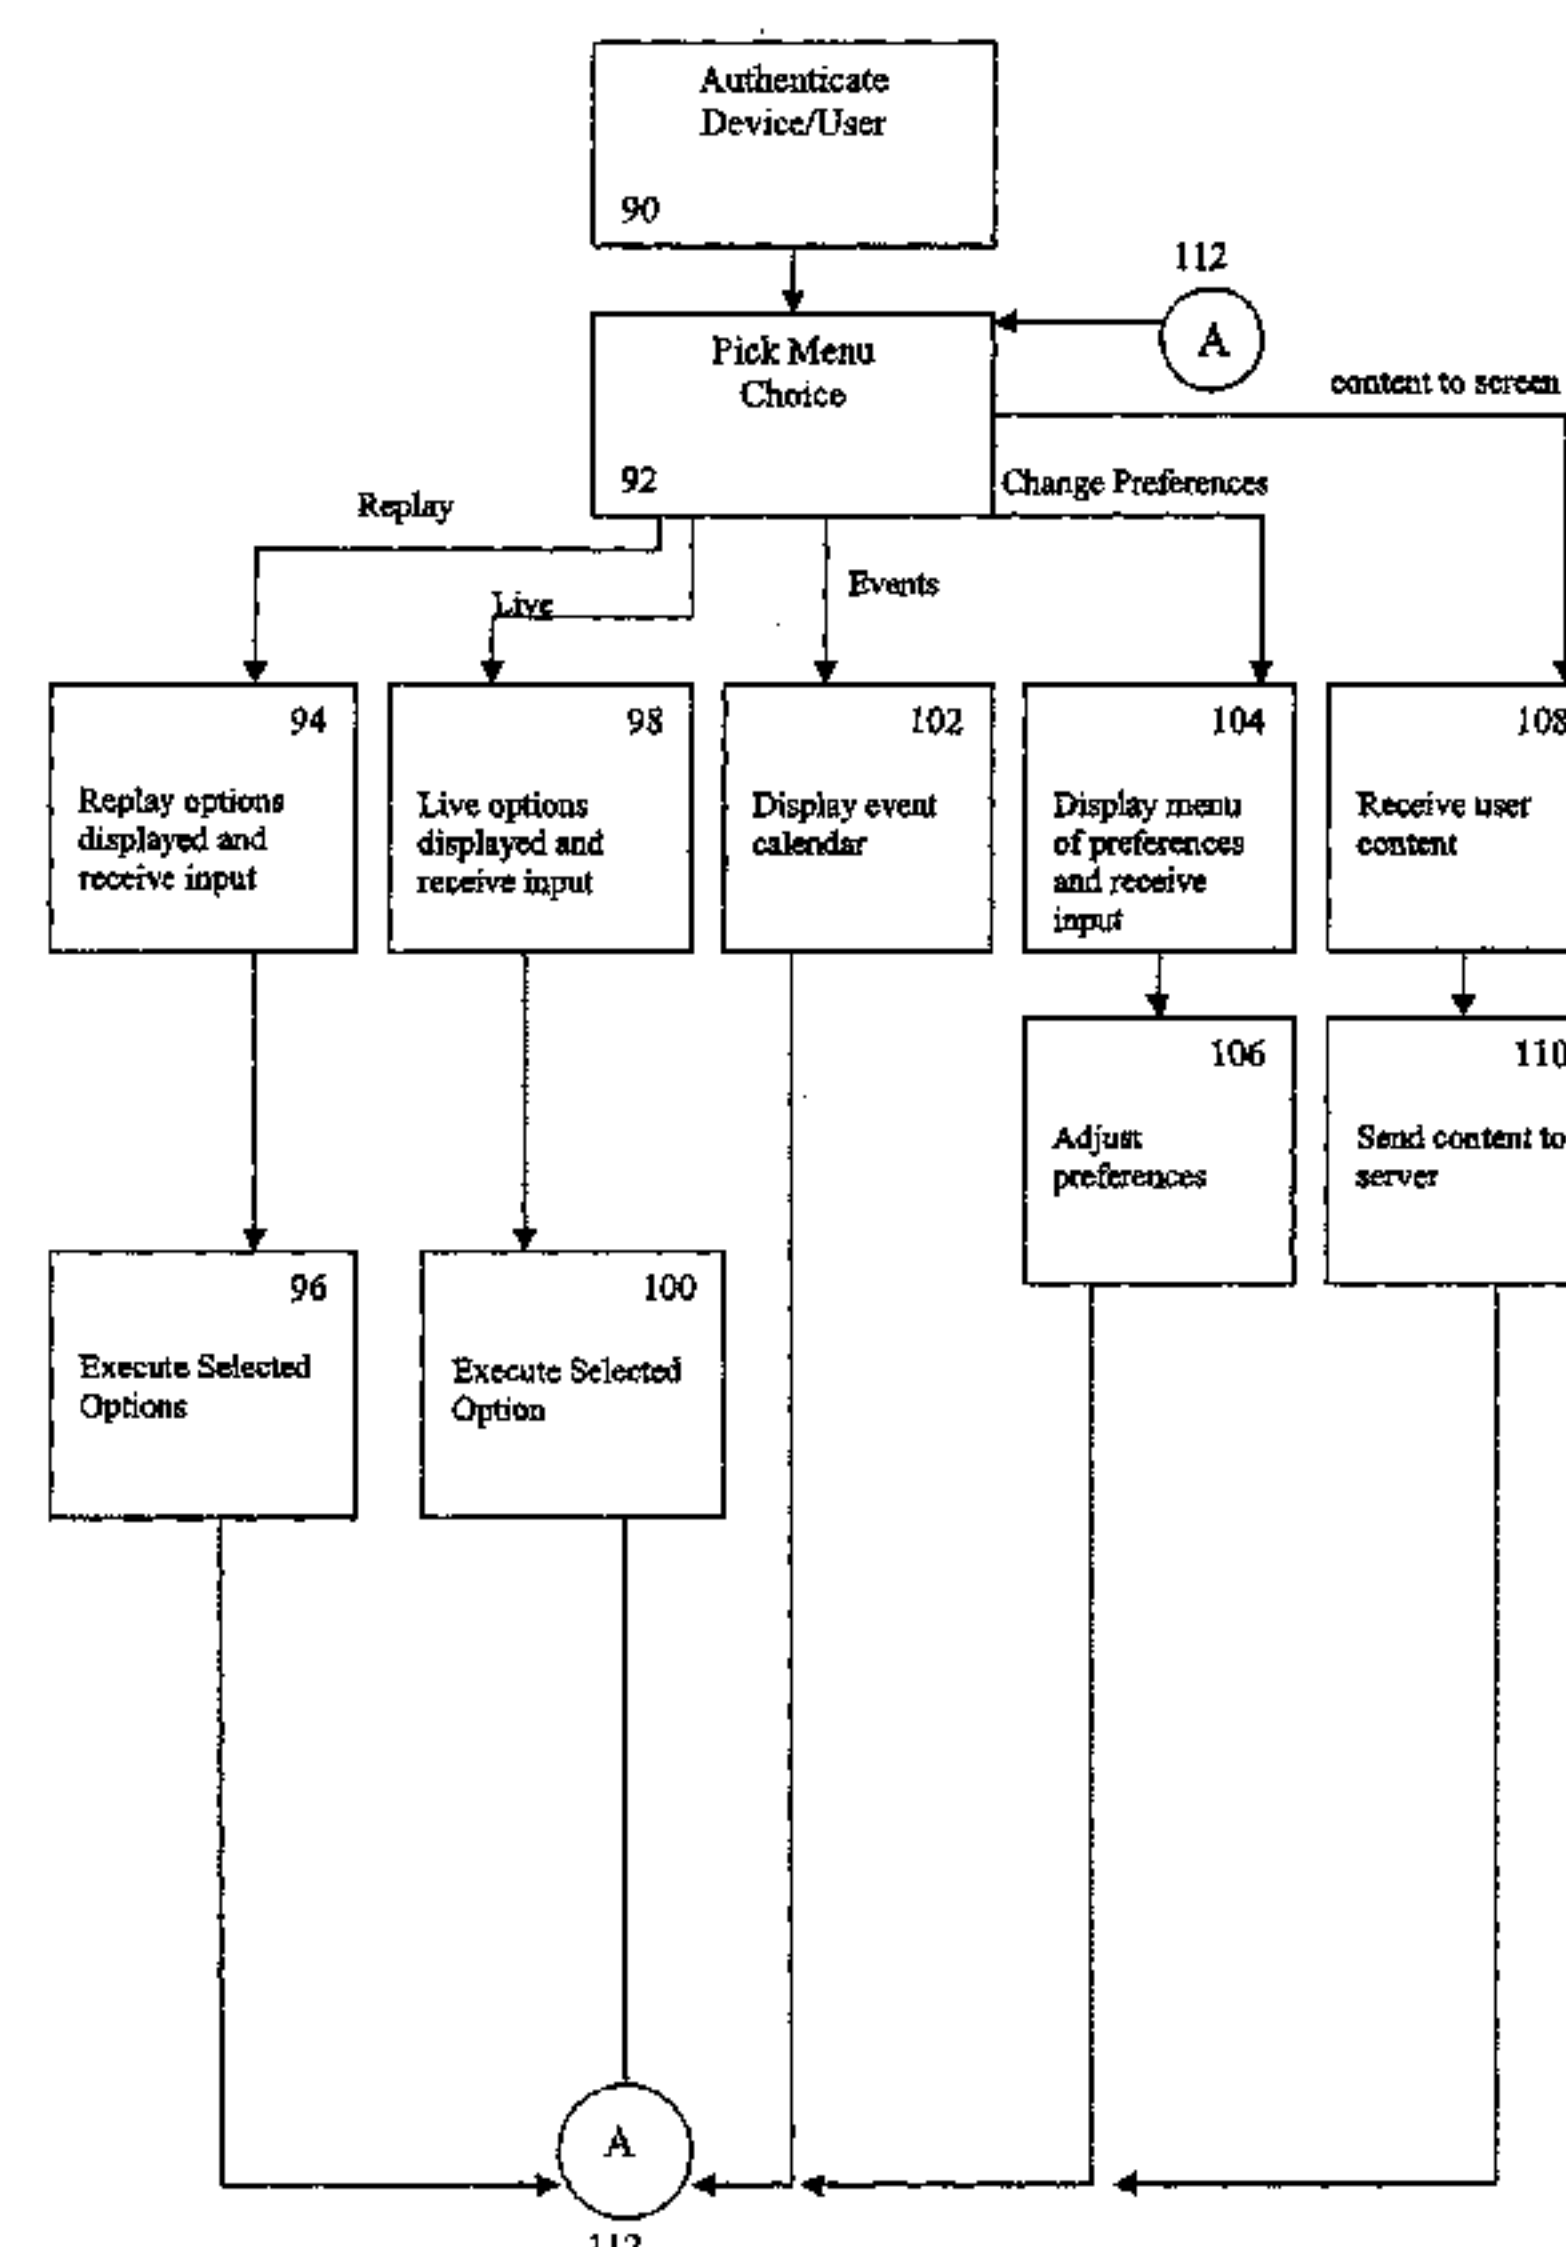 Authenticate
Device/User
90
112
A
Pick Menu
Choice
92
content to screen
Change Preferences
Replay
Live
Events
94
Replay options
displayed and
receive input
98
Live options
displayed and
receive input
102
Display event
calendar
104
Display menu
of preferences
and receive
input
108
Receive user
content
106
Adjust
preferences
110
Send content to
server
96
Execute Selected
Options
100
Execute Selected
Option
A